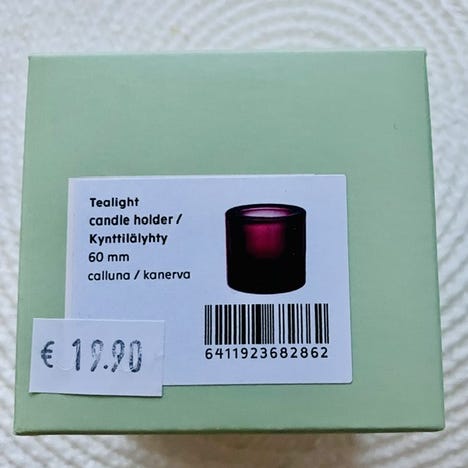 Tealight
candle holder /
Kynttilälyhty
60 mm
calluna / kanerva
6411923682862
€ 19.90